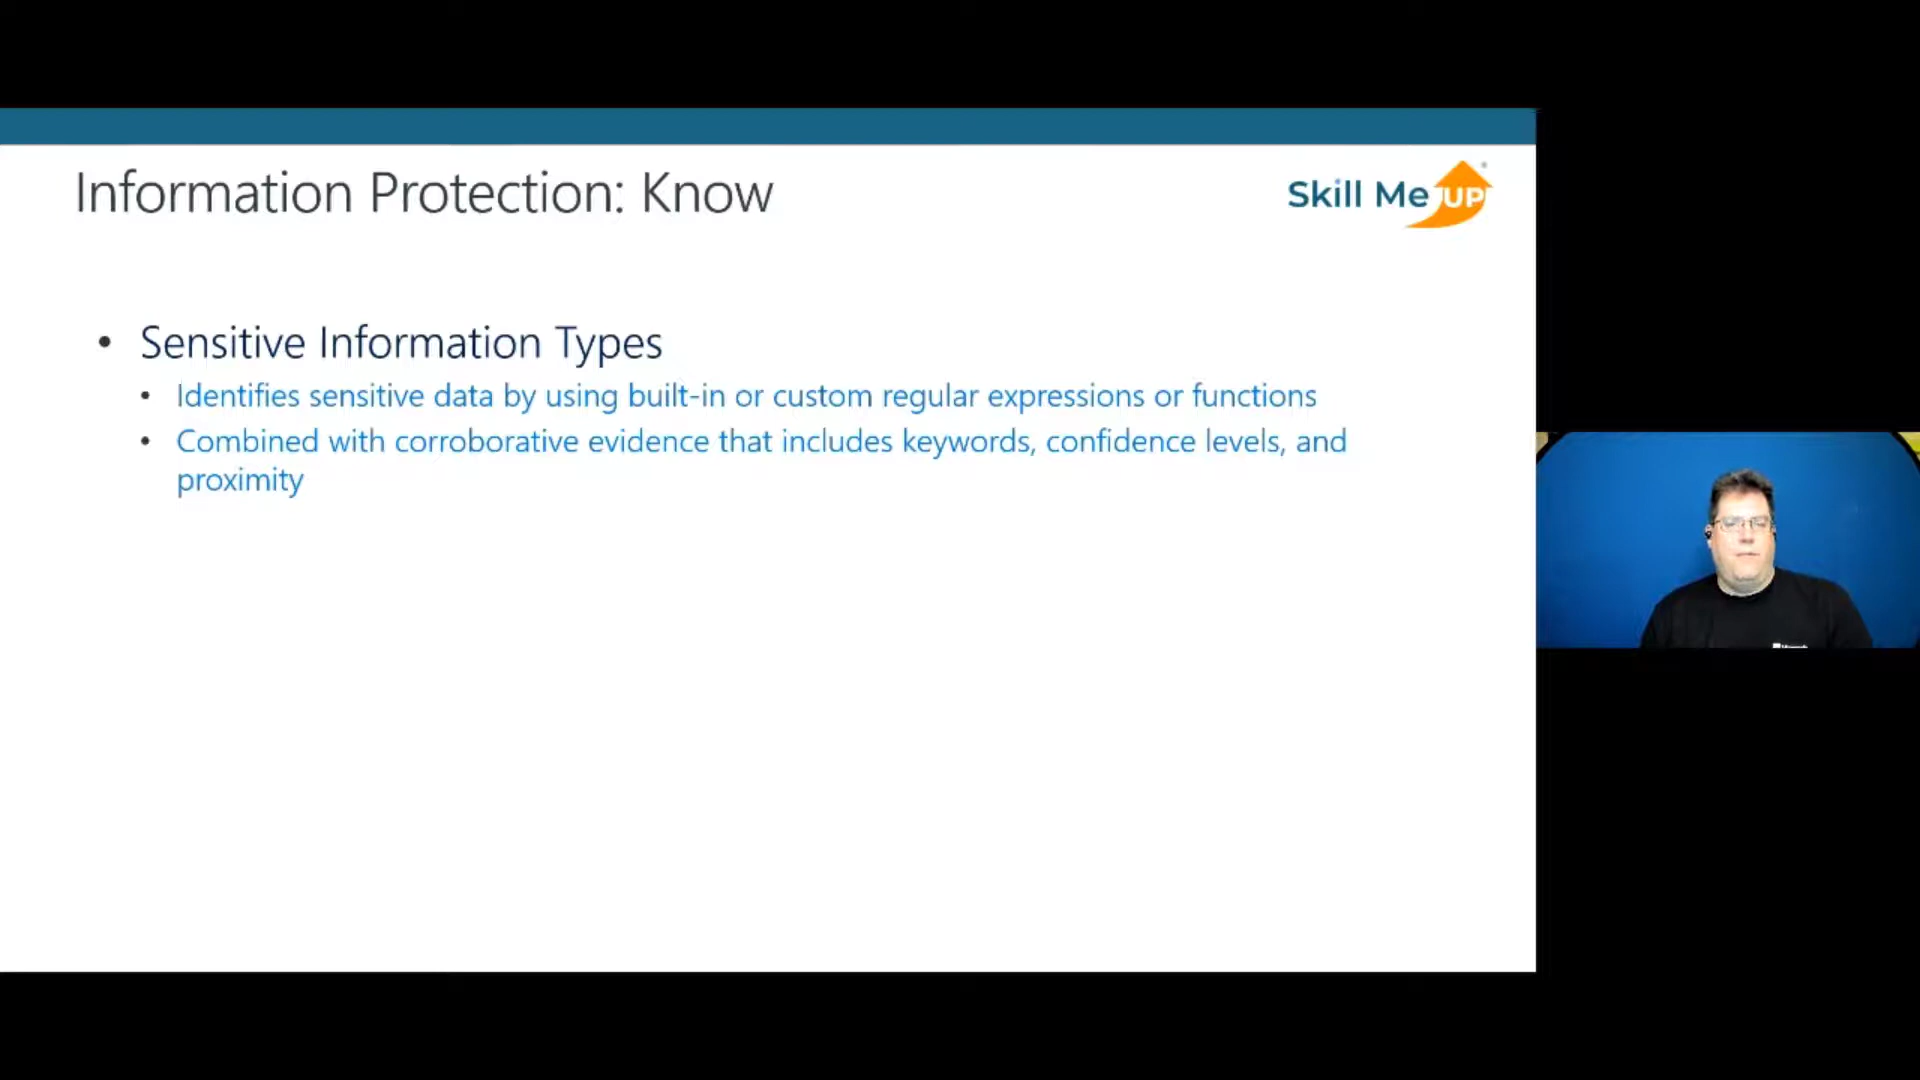 Information Protection: Know
Skill Me UP
• Sensitive Information Types
• Identifies sensitive data by using built-in or custom regular expressions or functions
• Combined with corroborative evidence that includes keywords, confidence levels, and
proximity